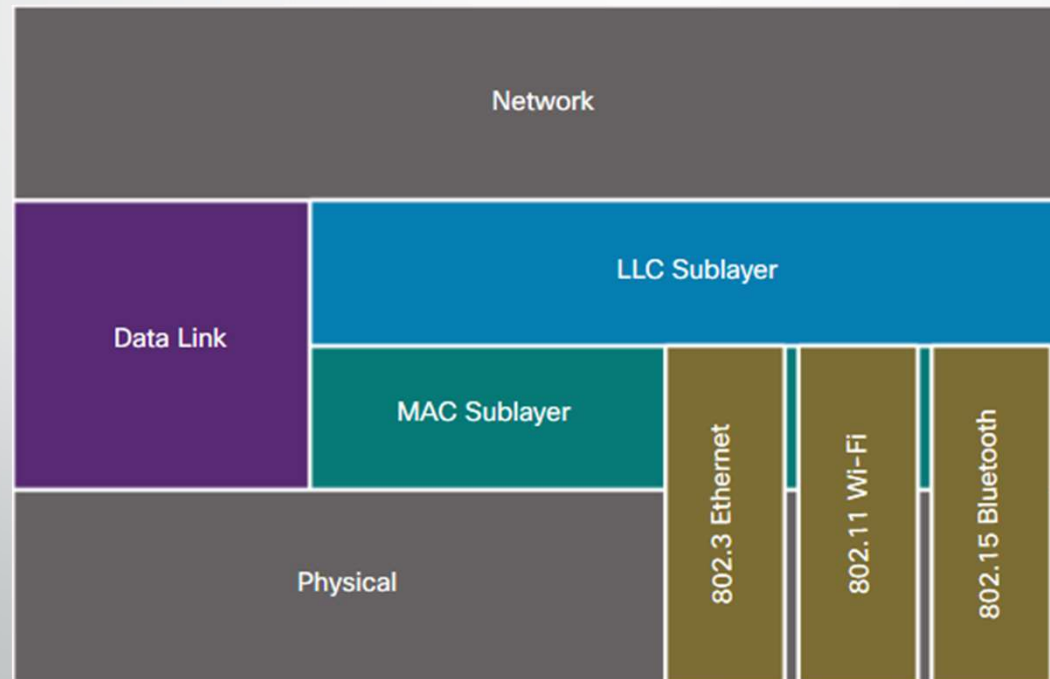 Network
LLC Sublayer
Data Link
MAC Sublayer
802.3 Ethernet
802.11 Wi-Fi
802.15 Bluetooth
Physical